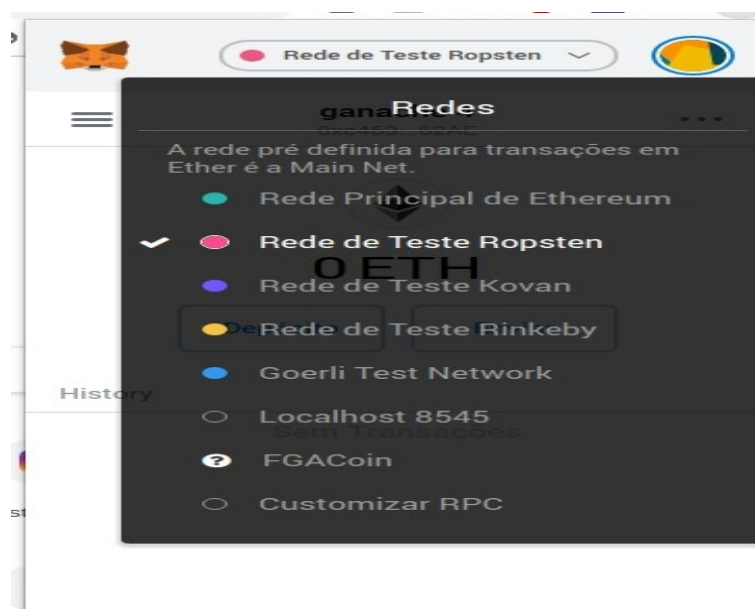 Rede de Teste Ropsten
Redes
A rede pré definida para transações em
Ether é a Main Net.
Rede Principal de Ethereum
Rede de Teste Ropsten
0 ETH
Rede de Teste Kovan
Rede de Teste Rinkeby
Goerli Test Network
History
Localhost 8545
Sem Transações
FGACoin
Customizar RPC
st